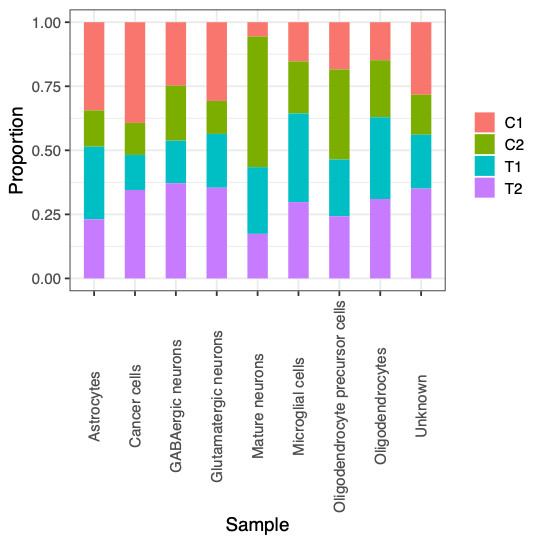 Proportion
1.00
0.75
0.50
0.25
0.00
Astrocytes
Cancer cells
GABAergic neurons
Glutamatergic neurons
Mature neurons
Microglial cells
Oligodendrocyte precursor cells
Oligodendrocytes
Unknown
Sample
C1
C2
T1
T2